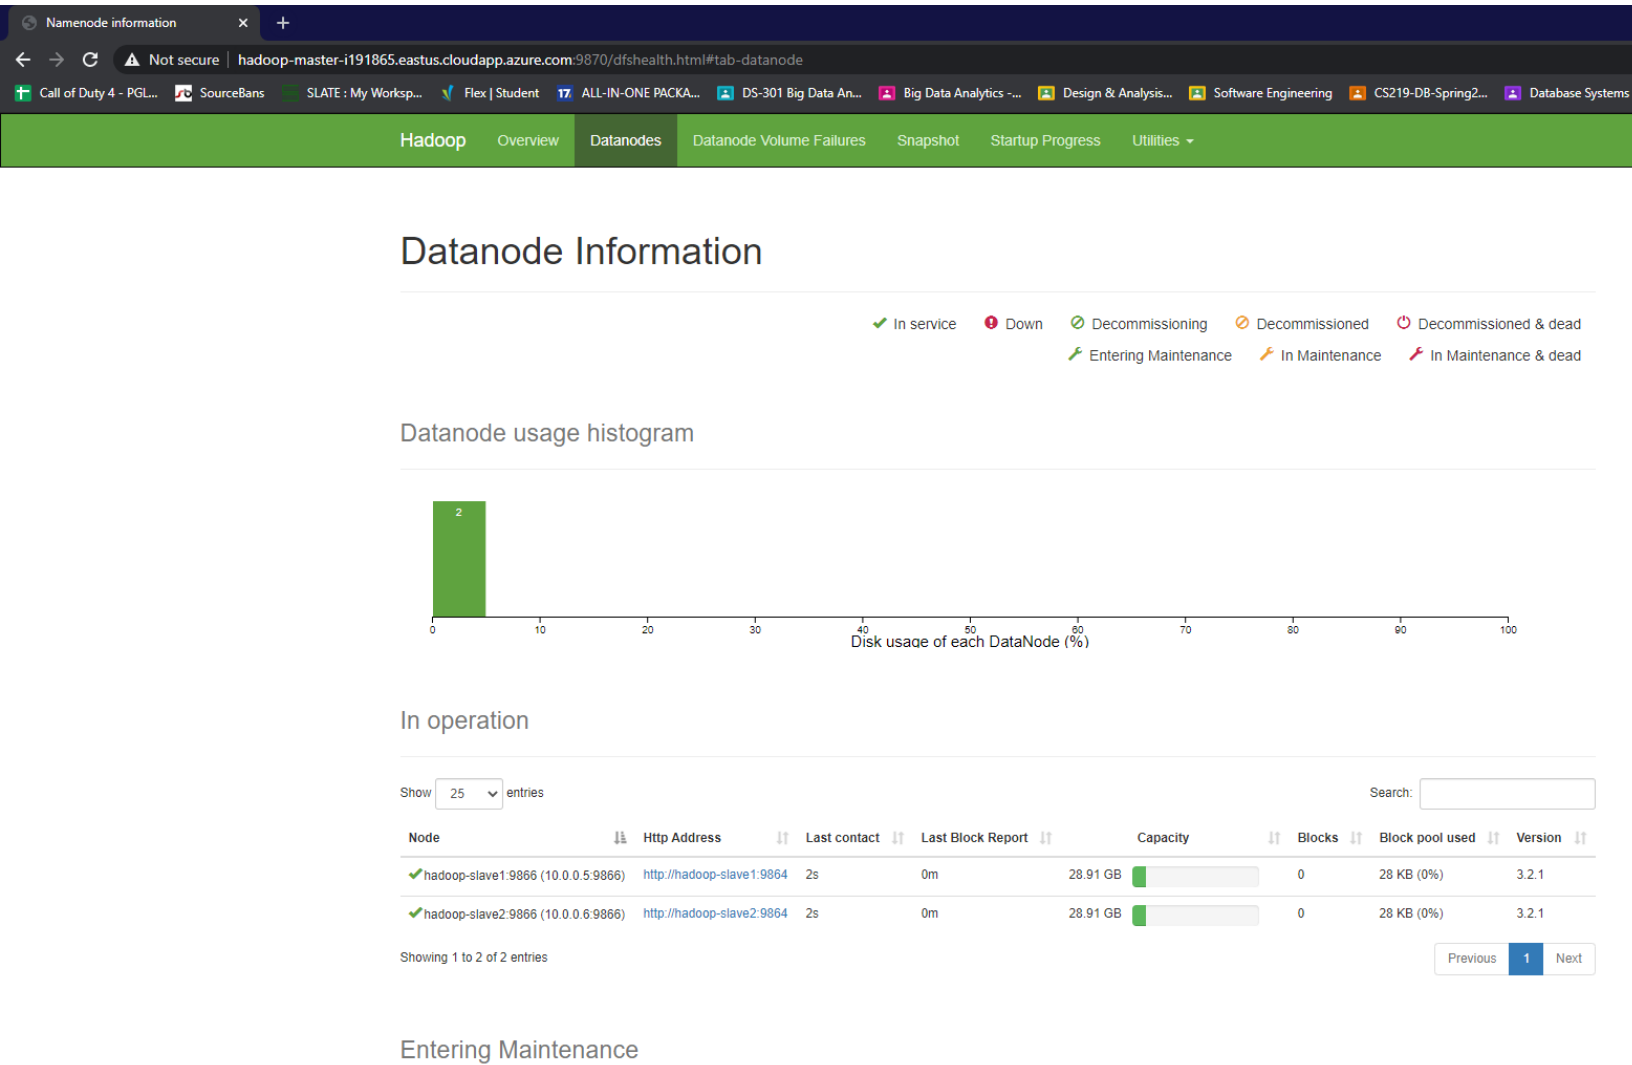 Namenode information
Not secure | hadoop-master-i191865.eastus.cloudapp.azure.com:9870/dfshealth.html#tab-datanode
Call of Duty 4 - PGL... SourceBans SLATE : My Worksp... Flex | Student 17. ALL-IN-ONE PACKA... DS-301 Big Data An... Big Data Analytics -... Design & Analysis... Software Engineering CS219-DB-Spring2... Database Systems
Hadoop Overview Datanodes Datanode Volume Failures Snapshot Startup Progress Utilities
Datanode Information
In service Down Decommissioning Decommissioned Decommissioned & dead
Entering Maintenance In Maintenance In Maintenance & dead
Datanode usage histogram
2
0 10 20 30 40 50 60 70 80 90 100
Disk usage of each DataNode (%)
In operation
Show 25 entries Search:
Node Http Address Last contact Last Block Report Capacity Blocks Block pool used Version
hadoop-slave1:9866 (10.0.0.5:9866) http://hadoop-slave1:9864 2s 0m 28.91 GB 0 28 KB (0%) 3.2.1
hadoop-slave2:9866 (10.0.0.6:9866) http://hadoop-slave2:9864 2s 0m 28.91 GB 0 28 KB (0%) 3.2.1
Showing 1 to 2 of 2 entries Previous 1 Next
Entering Maintenance